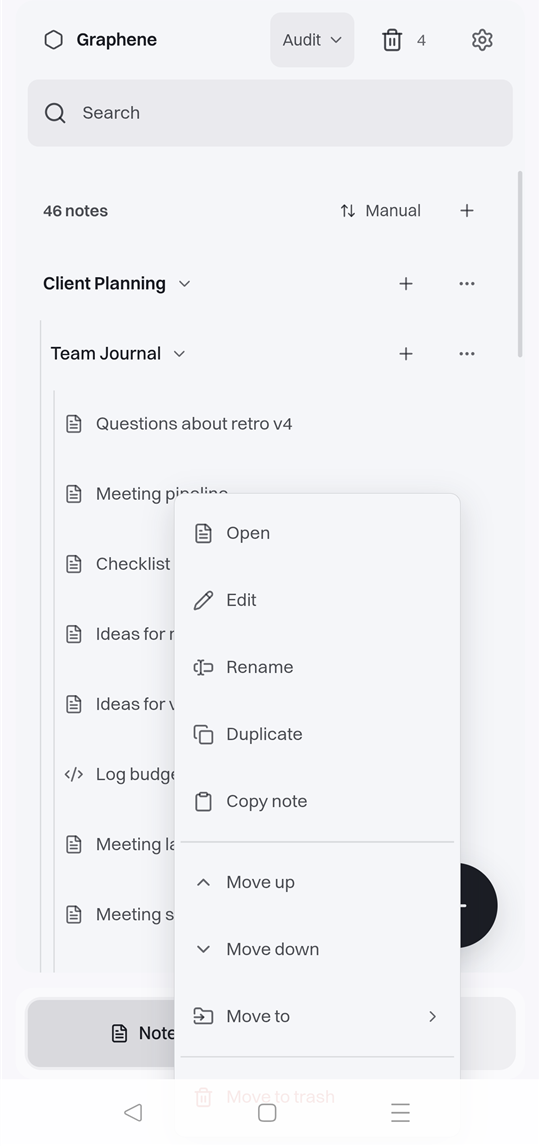 Graphene
Audit
4
Search
46 notes
Manual
Client Planning
Team Journal
Questions about retro v4
Meeting pipeline
Checklist
Ideas for
Ideas for
Log
Meeting
Meeting
Open
Edit
Rename
Duplicate
Copy note
Move up
Move down
Move to
Move to trash